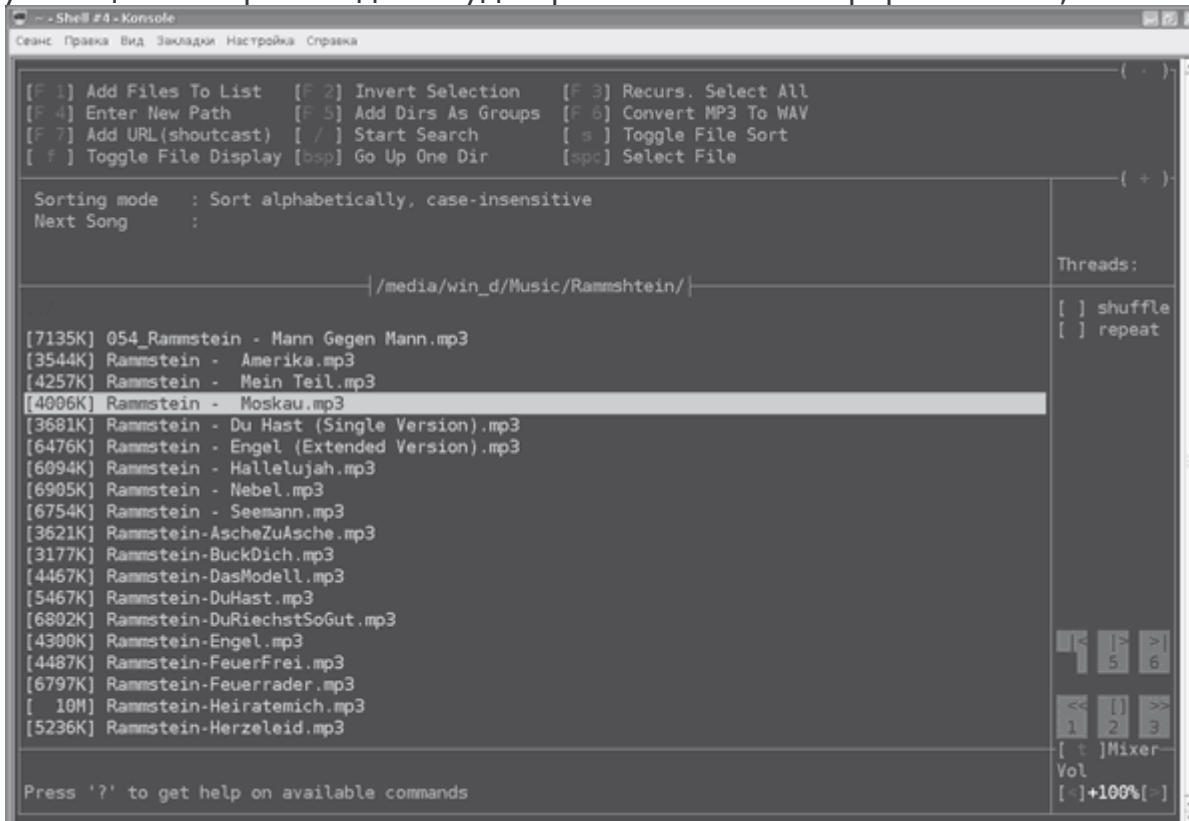 ~ - Shell #4 - Konsole
Сеанс Правка Вид Закладки Настройка Справка
( - )
[F 1] Add Files To List [F 2] Invert Selection [F 3] Recurs. Select All
[F 4] Enter New Path [F 5] Add Dirs As Groups [F 6] Convert MP3 To WAV
[F 7] Add URL(shoutcast) [ / ] Start Search [ s ] Toggle File Sort
[ f ] Toggle File Display [bsp] Go Up One Dir [spc] Select File
( + )
Sorting mode : Sort alphabetically, case-insensitive
Next Song :
Threads:
/media/win_d/Music/Rammshtein/
[ ] shuffle
[ ] repeat
../
[7135K] 054_Rammstein - Mann Gegen Mann.mp3
[3544K] Rammstein -  Amerika.mp3
[4257K] Rammstein -  Mein Teil.mp3
[4006K] Rammstein -  Moskau.mp3
[3681K] Rammstein - Du Hast (Single Version).mp3
[6476K] Rammstein - Engel (Extended Version).mp3
[6094K] Rammstein - Hallelujah.mp3
[6905K] Rammstein - Nebel.mp3
[6754K] Rammstein - Seemann.mp3
[3621K] Rammstein-AscheZuAsche.mp3
[3177K] Rammstein-BuckDich.mp3
[4467K] Rammstein-DasModell.mp3
[5467K] Rammstein-DuHast.mp3
[6802K] Rammstein-DuRiechstSoGut.mp3
[4300K] Rammstein-Engel.mp3
[4487K] Rammstein-FeuerFrei.mp3
[6797K] Rammstein-Feuerrader.mp3
[ 10M] Rammstein-Heiratemich.mp3
[5236K] Rammstein-Herzeleid.mp3
|< |> >|
5 6
<< [] >>
1 2 3
[ t ]Mixer
Vol
[<]+100%[>]
Press '?' to get help on available commands